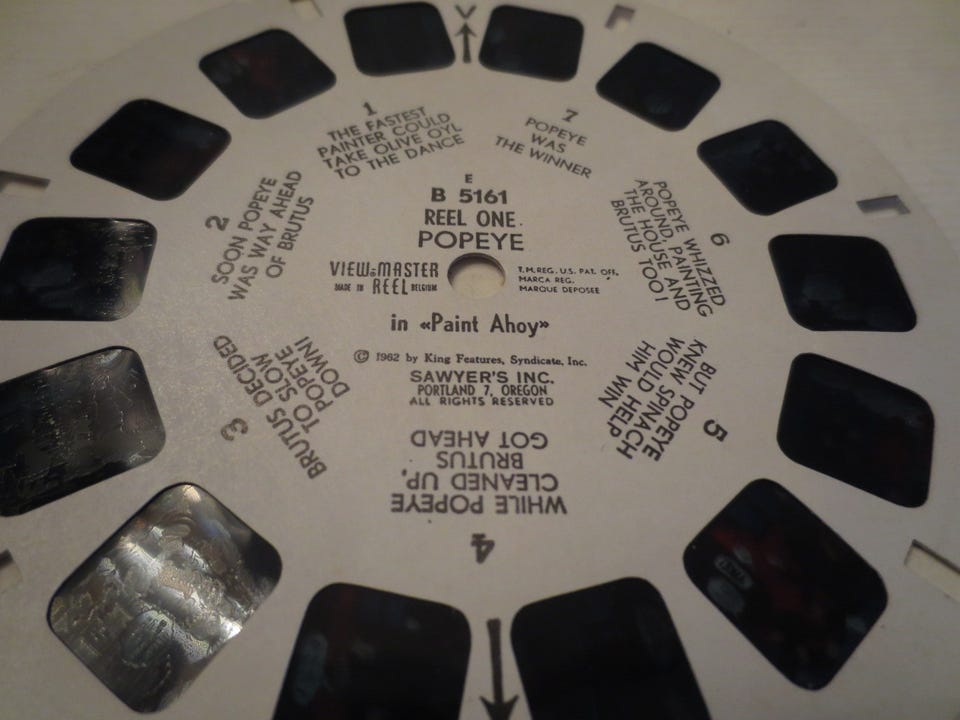 V
E
B 5161
REEL ONE.
POPEYE
VIEW-MASTER
MADE IN REEL BELGIUM
T.M. REG. U.S. PAT. OFF.
MARCA REG.
MARQUE DEPOSEE
in «Paint Ahoy»
© 1962 by King Features, Syndicate, Inc.
SAWYER'S INC.
PORTLAND 7, OREGON
ALL RIGHTS RESERVED
1
THE FASTEST
PAINTER COULD
TAKE OLIVE OYL
TO THE DANCE
2
SOON POPEYE
WAS WAY AHEAD
OF BRUTUS
3
BRUTUS DECIDED
TO SLOW
POPEYE
DOWN!
4
WHILE POPEYE
CLEANED UP,
BRUTUS
GOT AHEAD
5
BUT POPEYE
KNEW SPINACH
WOULD HELP
HIM WIN
6
POPEYE WHIZZED
AROUND, PAINTING
THE HOUSE AND
BRUTUS TOO!
7
POPEYE
WAS
THE WINNER